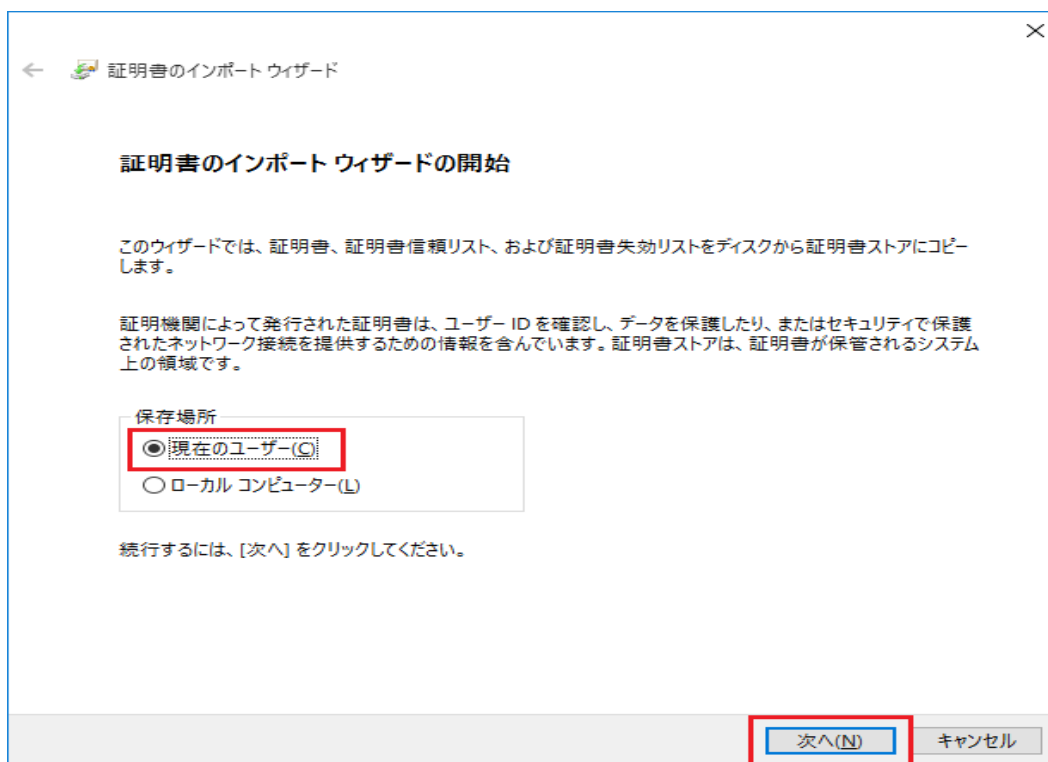 証明書のインポート ウィザード
証明書のインポート ウィザードの開始
このウィザードでは、証明書、証明書信頼リスト、および証明書失効リストをディスクから証明書ストアにコピー
します。
証明機関によって発行された証明書は、ユーザー ID を確認し、データを保護したり、またはセキュリティで保護
されたネットワーク接続を提供するための情報を含んでいます。証明書ストアは、証明書が保管されるシステム
上の領域です。
保存場所
現在のユーザー(C)
ローカル コンピューター(L)
続行するには、[次へ] をクリックしてください。
次へ(N)
キャンセル